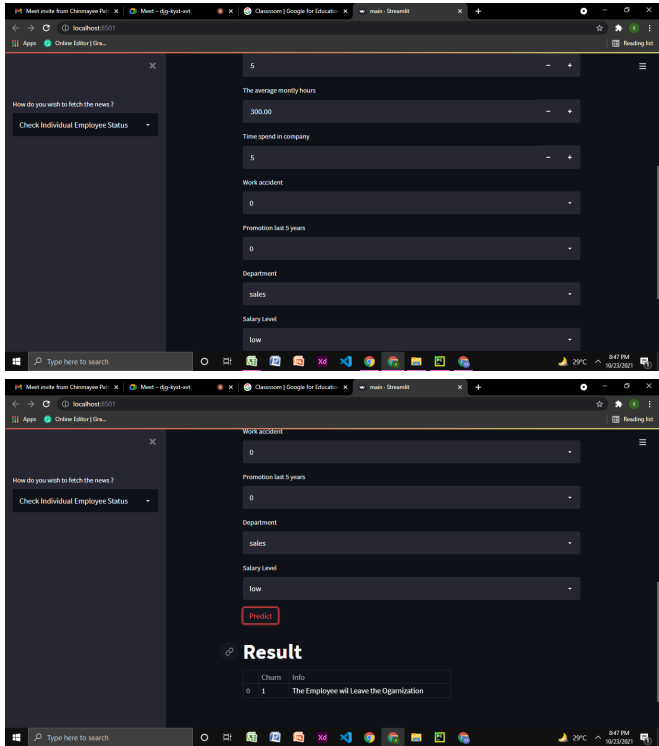 Meet invite from Chinmayee Pati
Meet – djg-kyxt-xvt
Classroom | Google for Educatio
main · Streamlit
localhost:8501
Apps
Online Editor | Gra...
Reading list
How do you wish to fetch the news ?
Check Individual Employee Status
5
The average montly hours
300.00
Time spend in company
5
Work accident
0
Promotion last 5 years
0
Department
sales
Salary Level
low
Type here to search
29°C
8:47 PM
10/23/2021
Meet invite from Chinmayee Pati
Meet – djg-kyxt-xvt
Classroom | Google for Educatio
main · Streamlit
localhost:8501
Apps
Online Editor | Gra...
Reading list
How do you wish to fetch the news ?
Check Individual Employee Status
Work accident
0
Promotion last 5 years
0
Department
sales
Salary Level
low
Predict
Result
Churn Info
0 1 The Employee wil Leave the Ogarnization
Type here to search
29°C
8:47 PM
10/23/2021